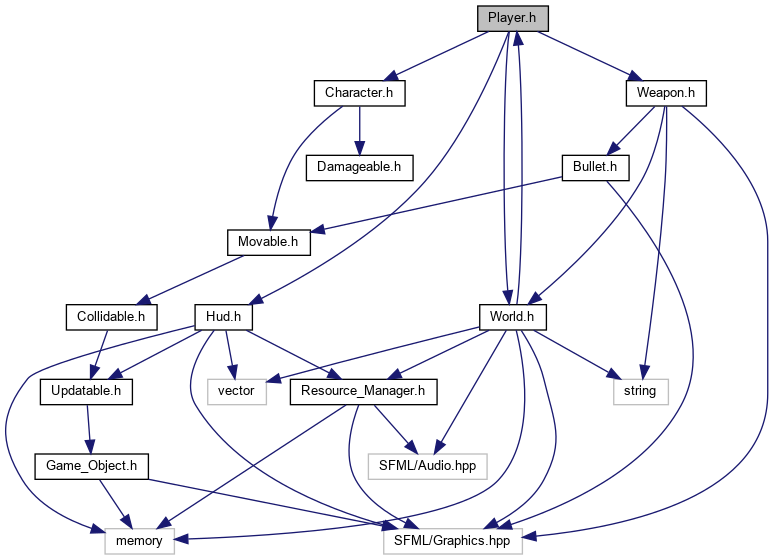 Player.h
Character.h
Weapon.h
Damageable.h
Bullet.h
Movable.h
Collidable.h
Hud.h
World.h
Updatable.h
vector
Resource_Manager.h
string
Game_Object.h
SFML/Audio.hpp
memory
SFML/Graphics.hpp